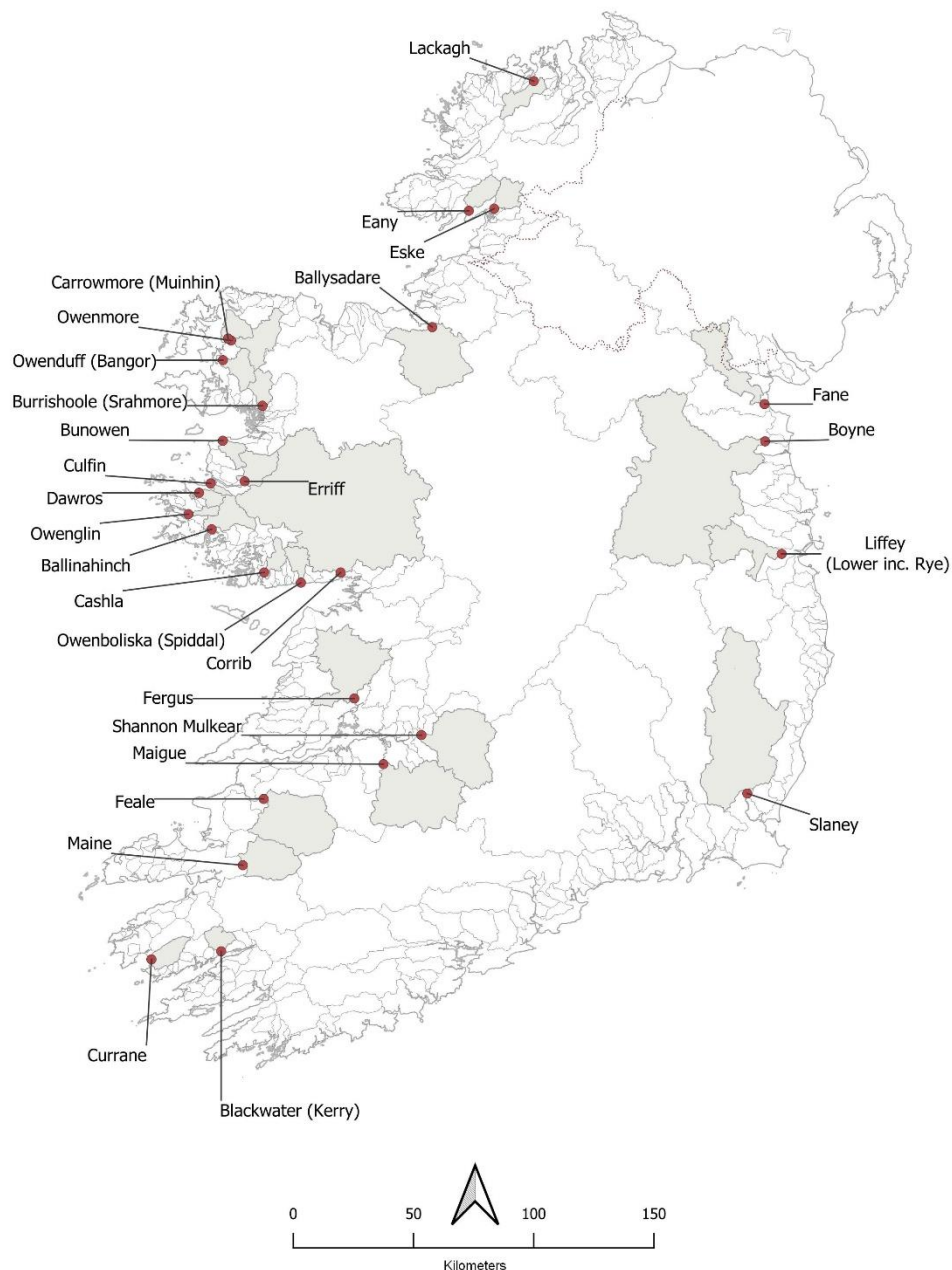 Lackagh
Eany
Eske
Ballysadare
Carrowmore (Muinhin)
Owenmore
Owenduff (Bangor)
Burrishoole (Srahmore)
Bunowen
Culfin
Dawros
Owenglin
Ballinahinch
Cashla
Owenboliska (Spiddal)
Corrib
Erriff
Fane
Boyne
Liffey
(Lower inc. Rye)
Fergus
Shannon Mulkear
Maigue
Feale
Maine
Slaney
Currane
Blackwater (Kerry)
0 50 100 150
Kilometers